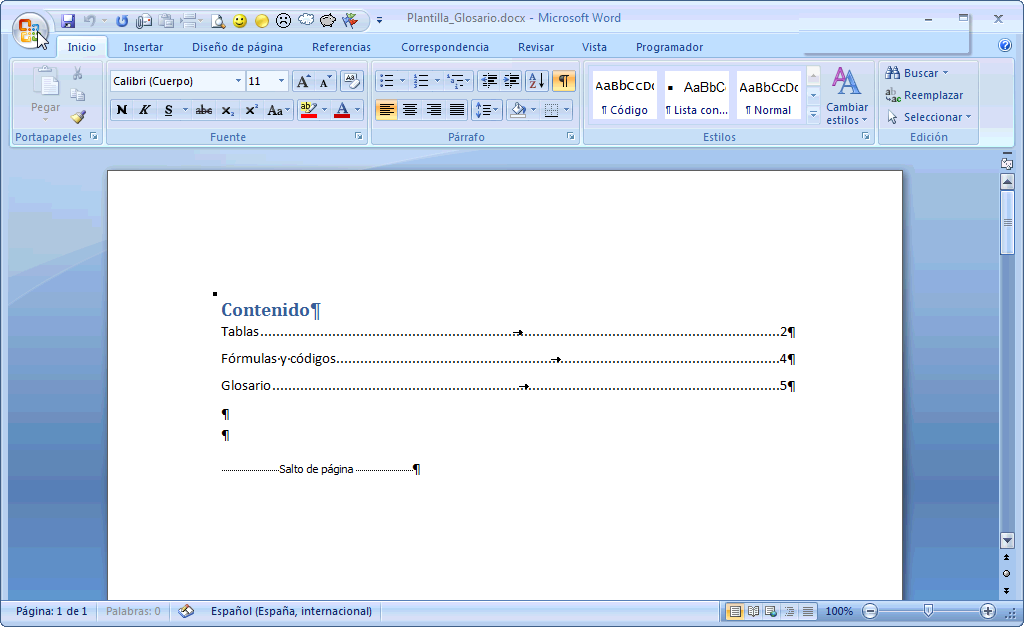 Plantilla_Glosario.docx - Microsoft Word
Inicio Insertar Diseño de página Referencias Correspondencia Revisar Vista Programador
Calibri (Cuerpo) 11
Pegar
N K S abc x₂ x² Aa
AaBbCcDc AaBbC AaBbCcDc
¶ Código ¶ Lista con... ¶ Normal
Cambiar
estilos
Buscar
Reemplazar
Seleccionar
Portapapeles Fuente Párrafo Estilos Edición
Contenido¶
Tablas...→...2¶
Fórmulas·y·códigos...→...4¶
Glosario...→...5¶
¶
¶
Salto de página ¶
Página: 1 de 1 Palabras: 0 Español (España, internacional) 100%